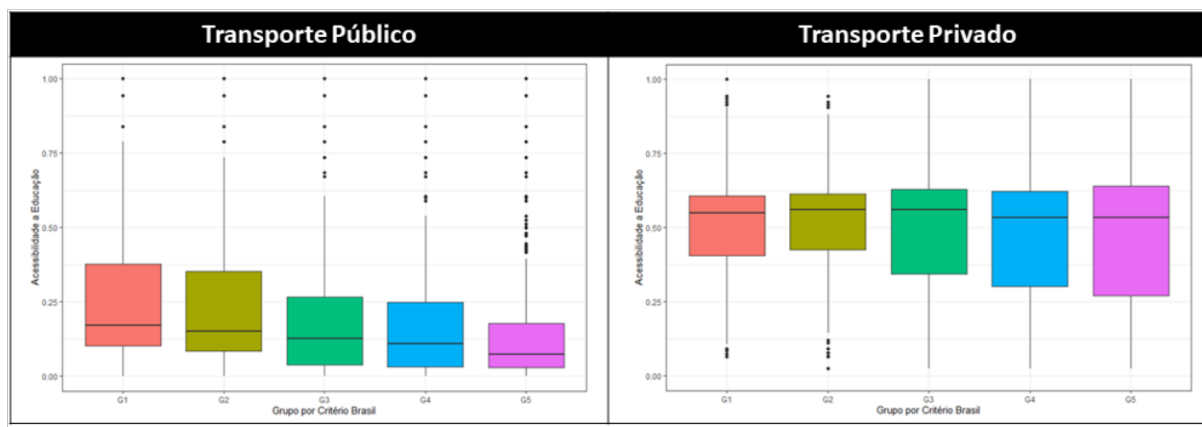 Transporte Público
Transporte Privado
1.00
0.75
0.50
0.25
0.00
Acessibilidade a Educação
G1 G2 G3 G4 G5
Grupo por Critério Brasil
1.00
0.75
0.50
0.25
0.00
Acessibilidade a Educação
G1 G2 G3 G4 G5
Grupo por Critério Brasil